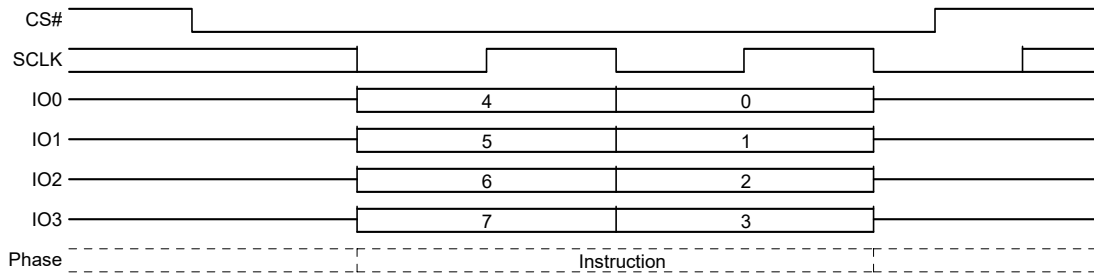 CS#
SCLK
IO0 4 0
IO1 5 1
IO2 6 2
IO3 7 3
Phase Instruction